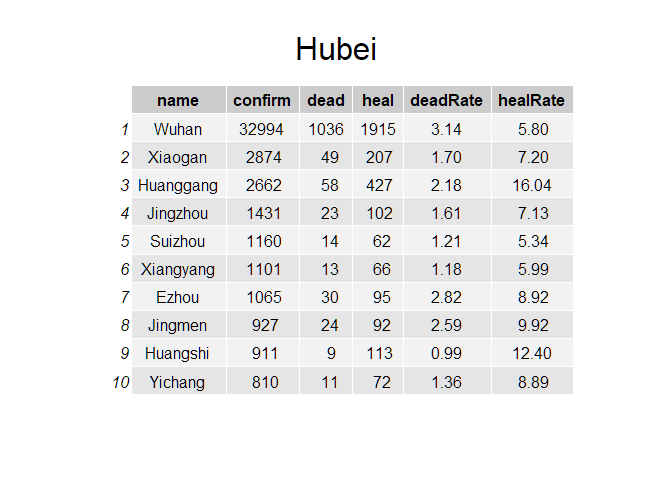 Hubei
name confirm dead heal deadRate healRate
1 Wuhan 32994 1036 1915 3.14 5.80
2 Xiaogan 2874 49 207 1.70 7.20
3 Huanggang 2662 58 427 2.18 16.04
4 Jingzhou 1431 23 102 1.61 7.13
5 Suizhou 1160 14 62 1.21 5.34
6 Xiangyang 1101 13 66 1.18 5.99
7 Ezhou 1065 30 95 2.82 8.92
8 Jingmen 927 24 92 2.59 9.92
9 Huangshi 911 9 113 0.99 12.40
10 Yichang 810 11 72 1.36 8.89